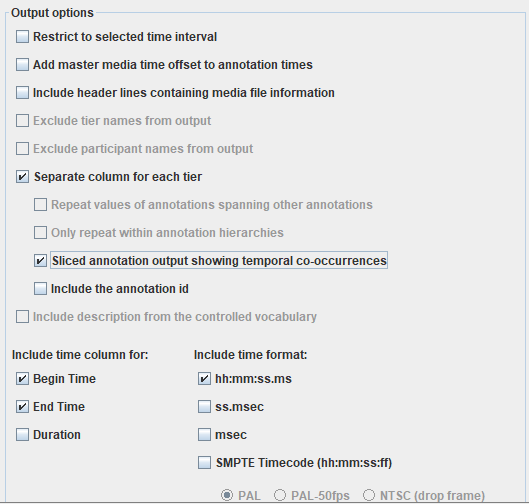 Output options
Restrict to selected time interval
Add master media time offset to annotation times
Include header lines containing media file information
Exclude tier names from output
Exclude participant names from output
Separate column for each tier
Repeat values of annotations spanning other annotations
Only repeat within annotation hierarchies
Sliced annotation output showing temporal co-occurrences
Include the annotation id
Include description from the controlled vocabulary
Include time column for: Include time format:
Begin Time hh:mm:ss.ms
End Time ss.msec
Duration msec
SMPTE Timecode (hh:mm:ss:ff)
PAL PAL-50fps NTSC (drop frame)